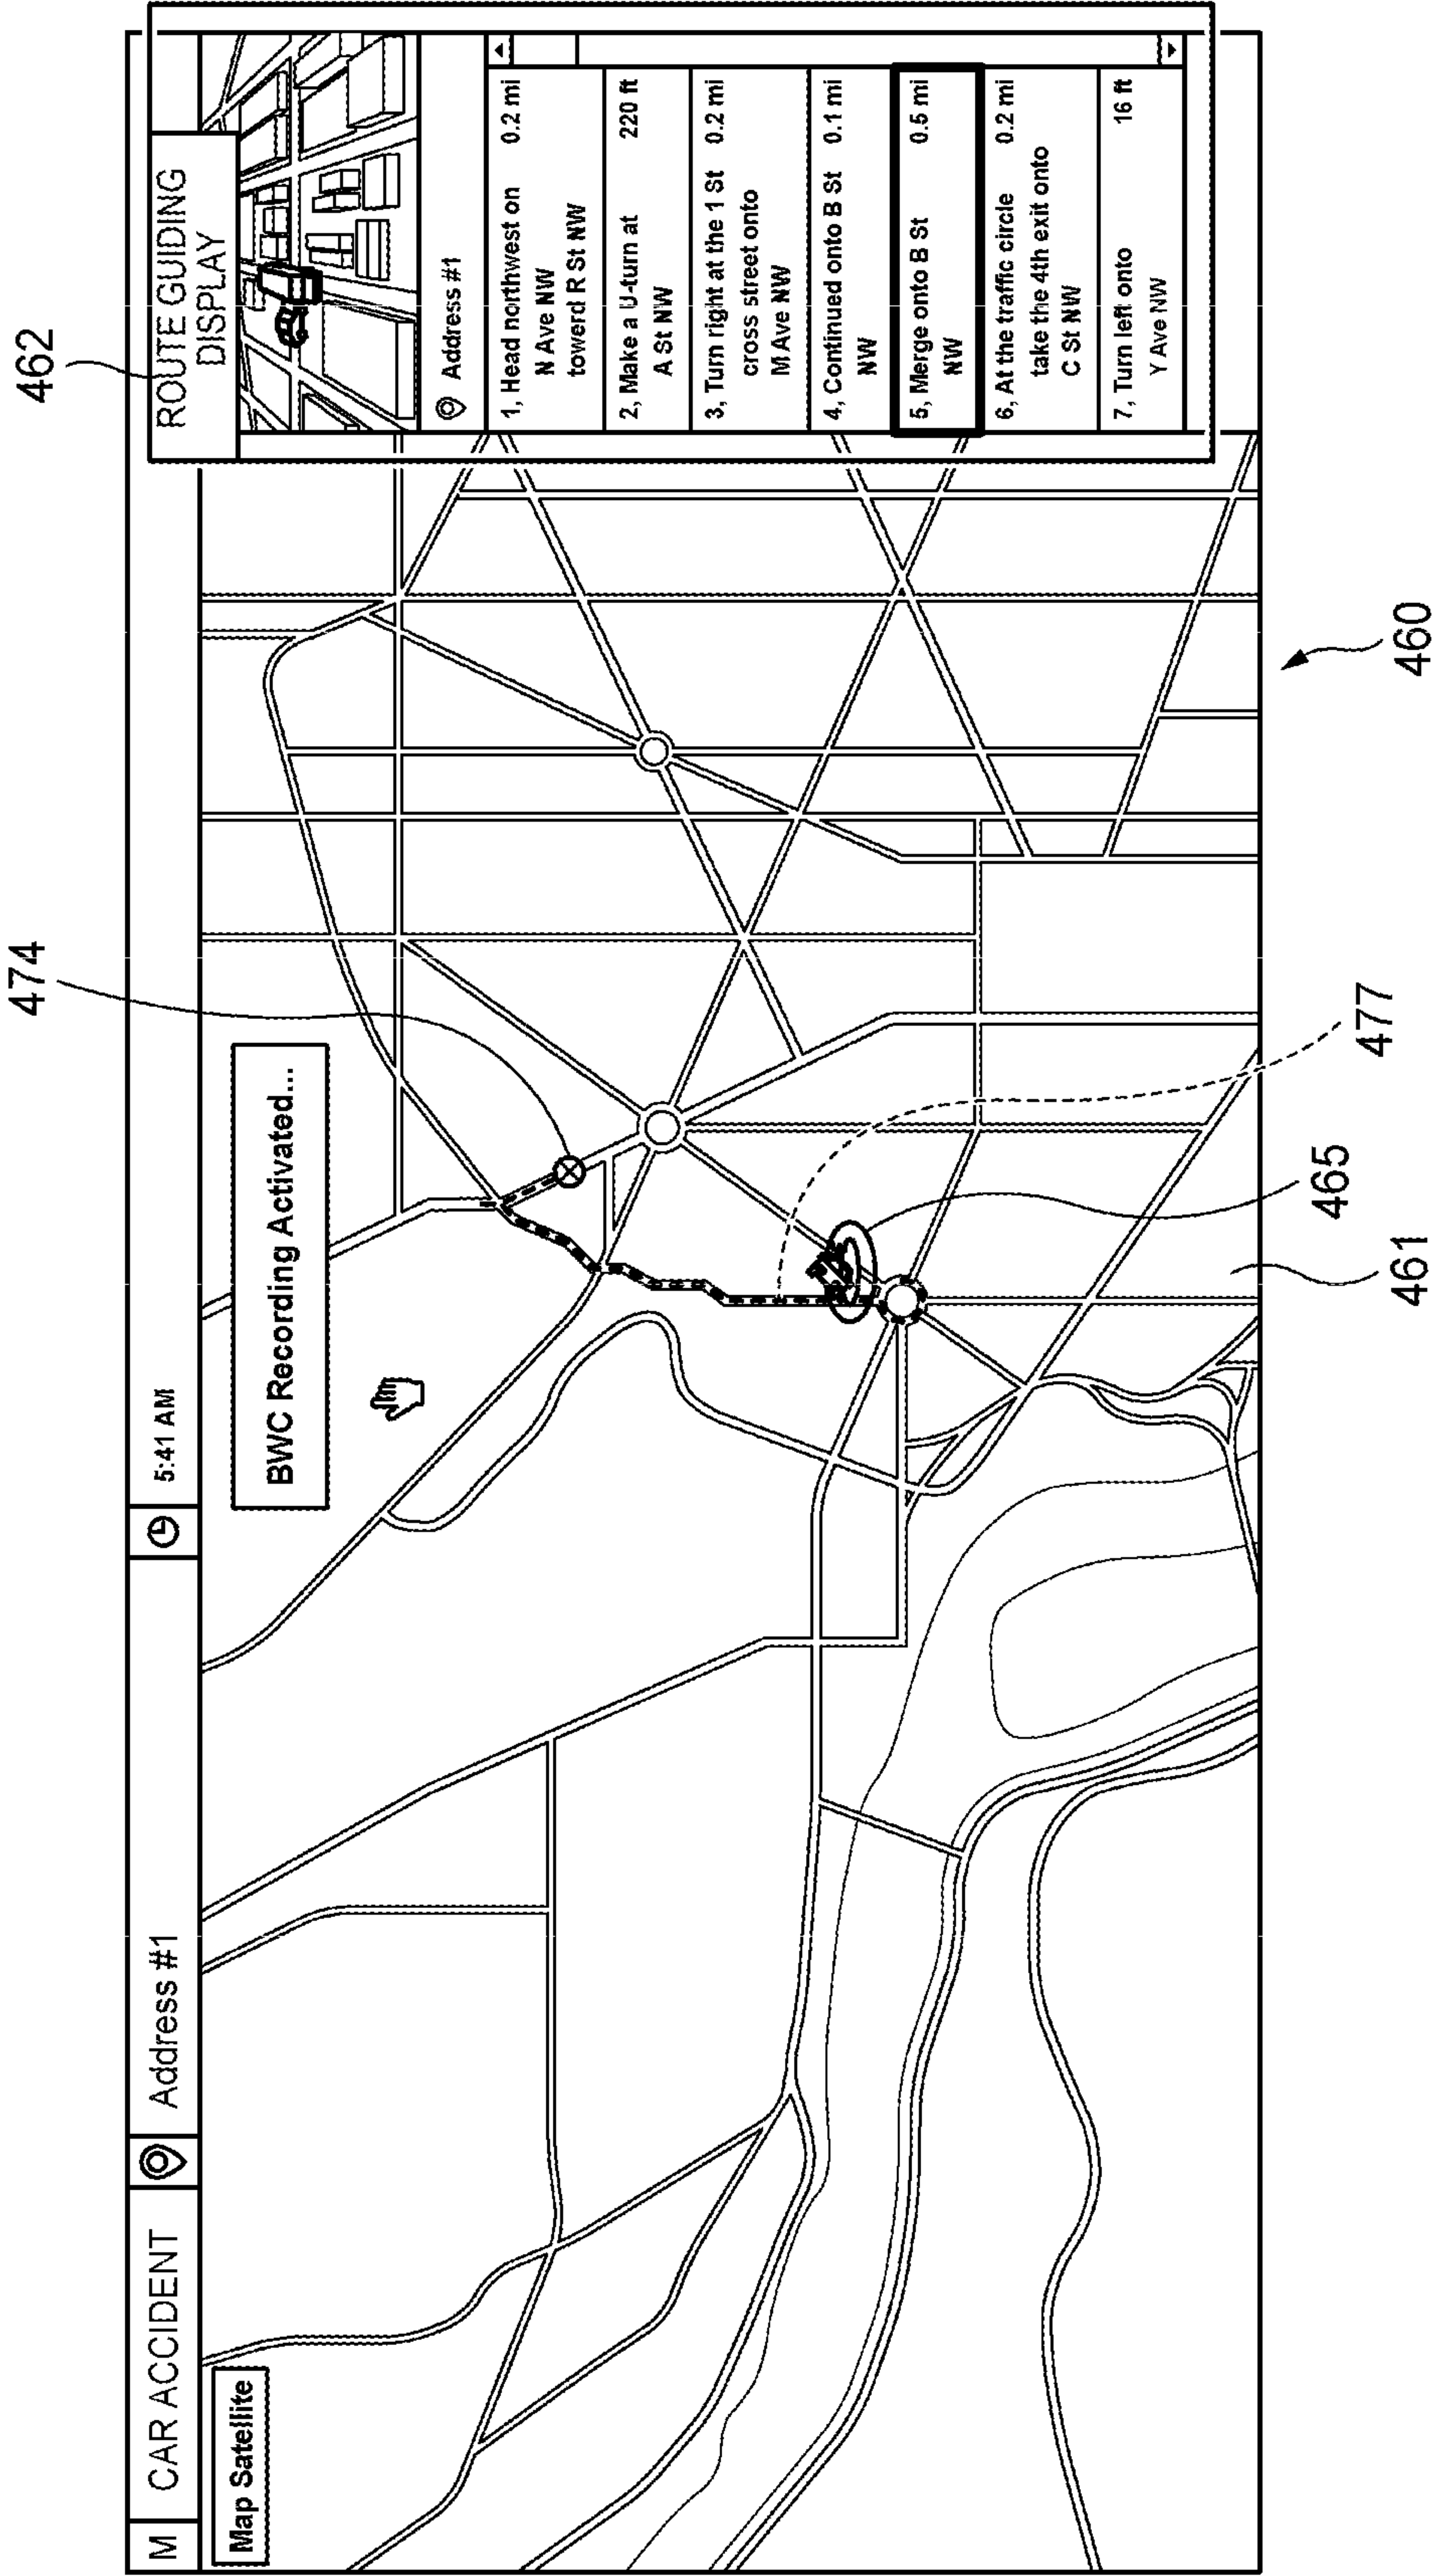 M CAR ACCIDENT Address #1 5:41 AM
Map Satellite
BWC Recording Activated...
ROUTE GUIDING
DISPLAY
Address #1
1, Head northwest on 0.2 mi
N Ave NW
towerd R St NW
2, Make a U-turn at 220 ft
A St NW
3, Turn right at the 1 St 0.2 mi
cross street onto
M Ave NW
4, Continued onto B St 0.1 mi
NW
5, Merge onto B St 0.5 mi
NW
6, At the traffic circle 0.2 mi
take the 4th exit onto
C St NW
7, Turn left onto 16 ft
Y Ave NW
462
474
477
465
461
460